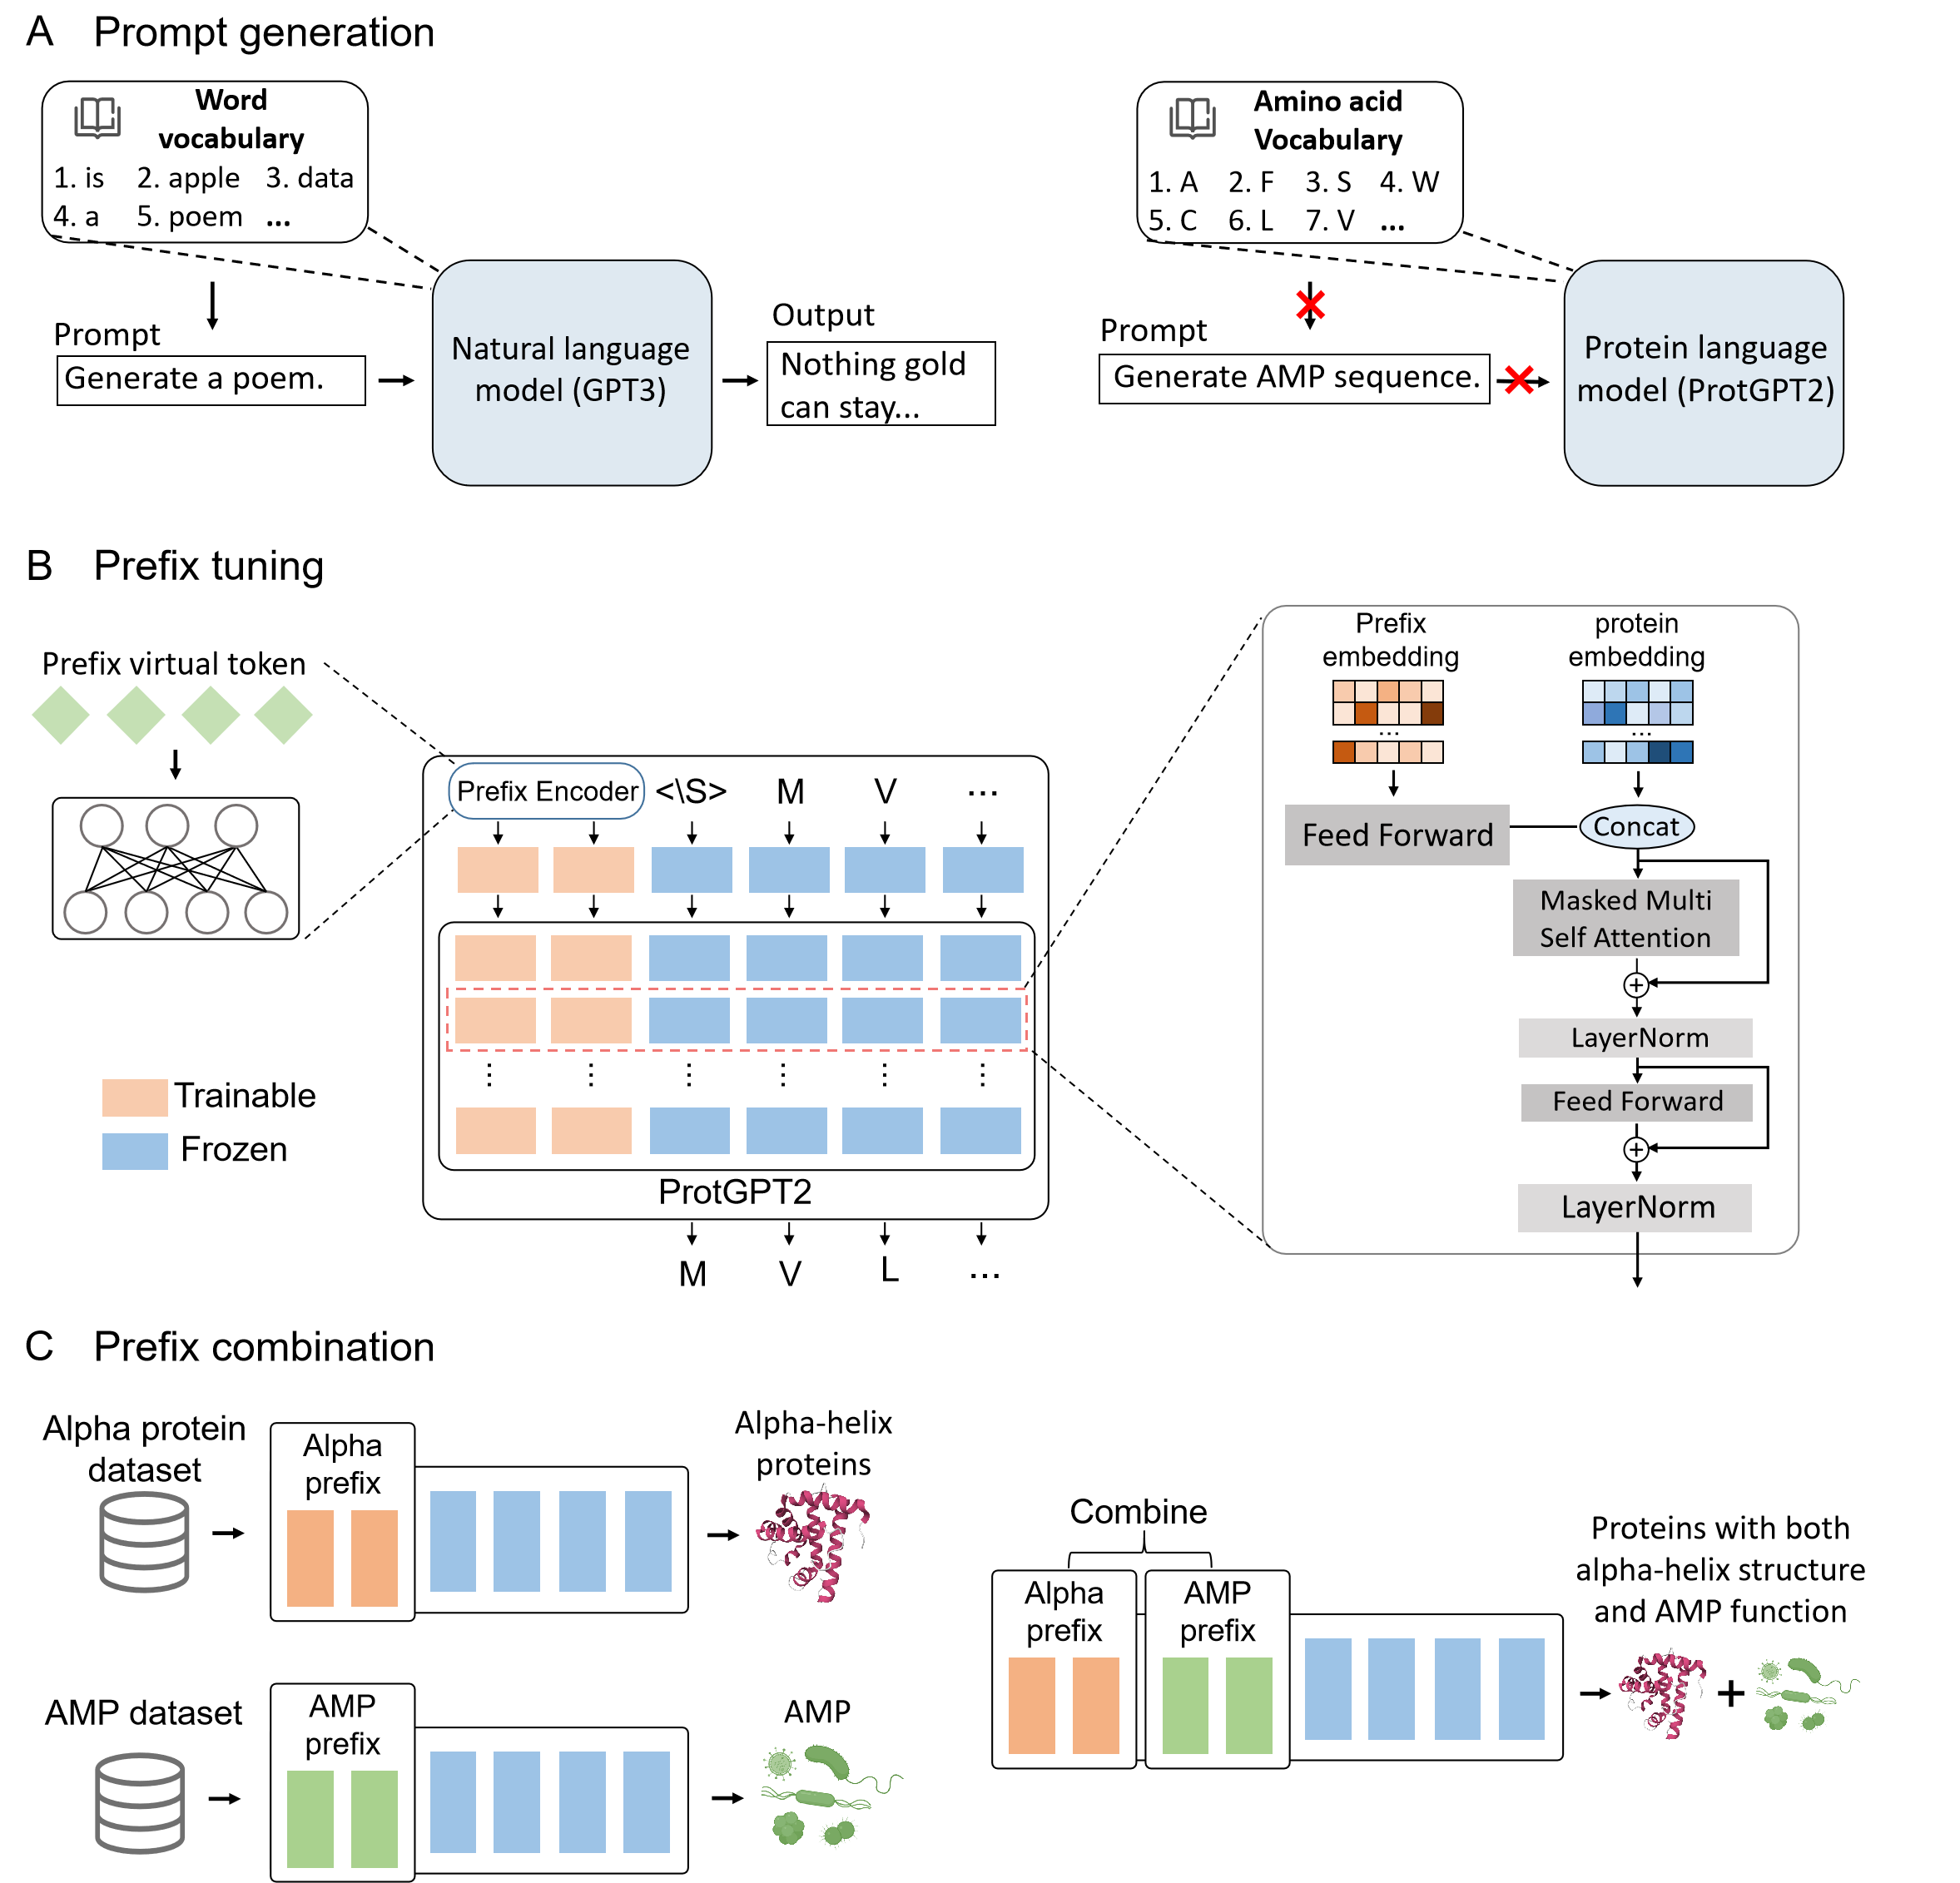 A Prompt generation
Word
vocabulary
1. is 2. apple 3. data
4. a 5. poem ...
Prompt
Generate a poem.
Natural language
model (GPT3)
Output
Nothing gold
can stay...
Amino acid
Vocabulary
1. A 2. F 3. S 4. W
5. C 6. L 7. V ...
Prompt
Generate AMP sequence.
Protein language
model (ProtGPT2)
B Prefix tuning
Prefix virtual token
Prefix Encoder <\S> M V ...
Trainable
Frozen
ProtGPT2
M V L ...
Prefix
embedding
protein
embedding
...
...
Feed Forward
Concat
Masked Multi
Self Attention
+
LayerNorm
Feed Forward
+
LayerNorm
C Prefix combination
Alpha protein
dataset
Alpha
prefix
Alpha-helix
proteins
AMP dataset
AMP
prefix
AMP
Combine
Alpha
prefix
AMP
prefix
Proteins with both
alpha-helix structure
and AMP function
+